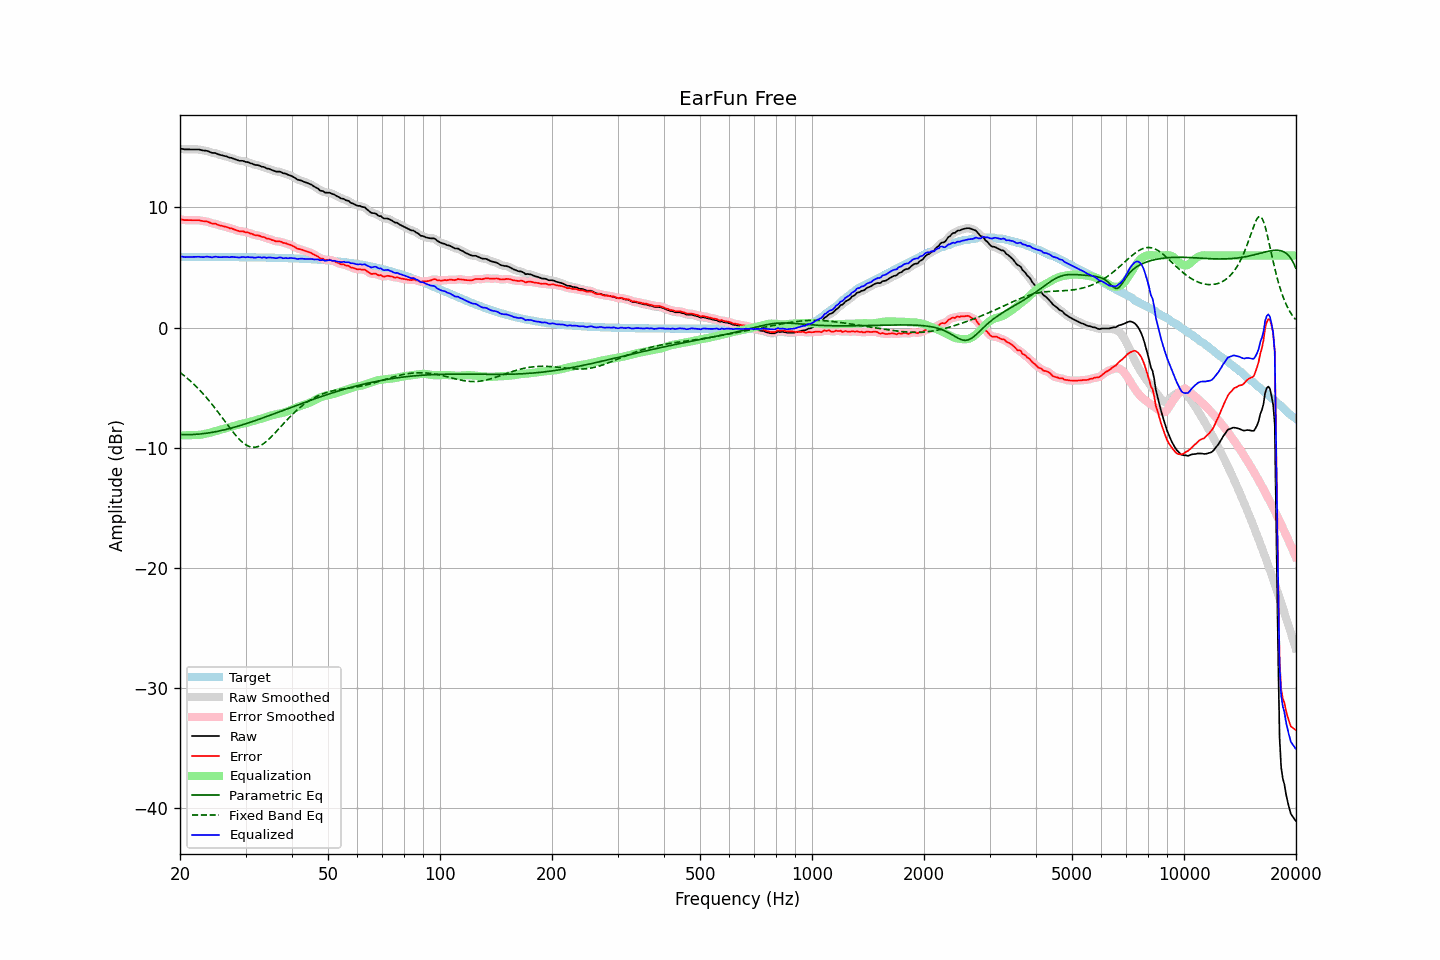 EarFun Free
Amplitude (dBr)
10
0
−10
−20
−30
−40
Target
Raw Smoothed
Error Smoothed
Raw
Error
Equalization
Parametric Eq
Fixed Band Eq
Equalized
20 50 100 200 500 1000 2000 5000 10000 20000
Frequency (Hz)